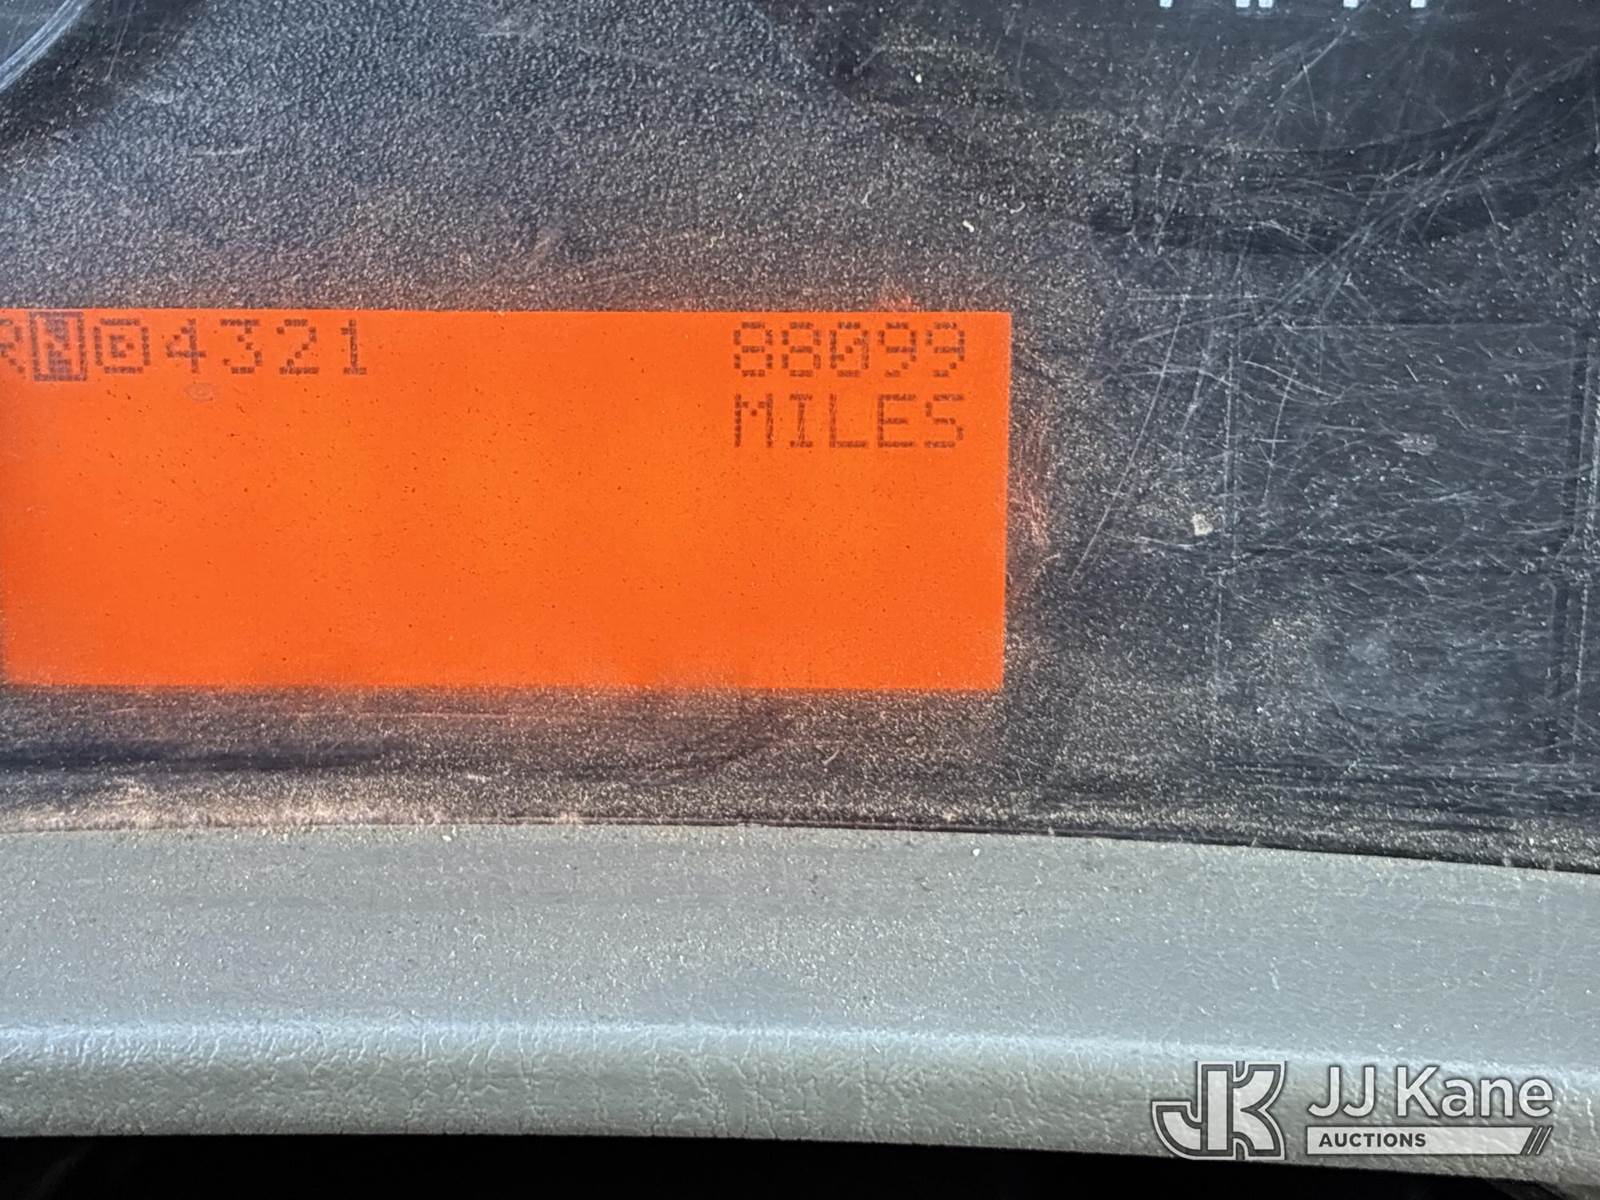 RND4321 88099
MILES
JJ Kane
AUCTIONS